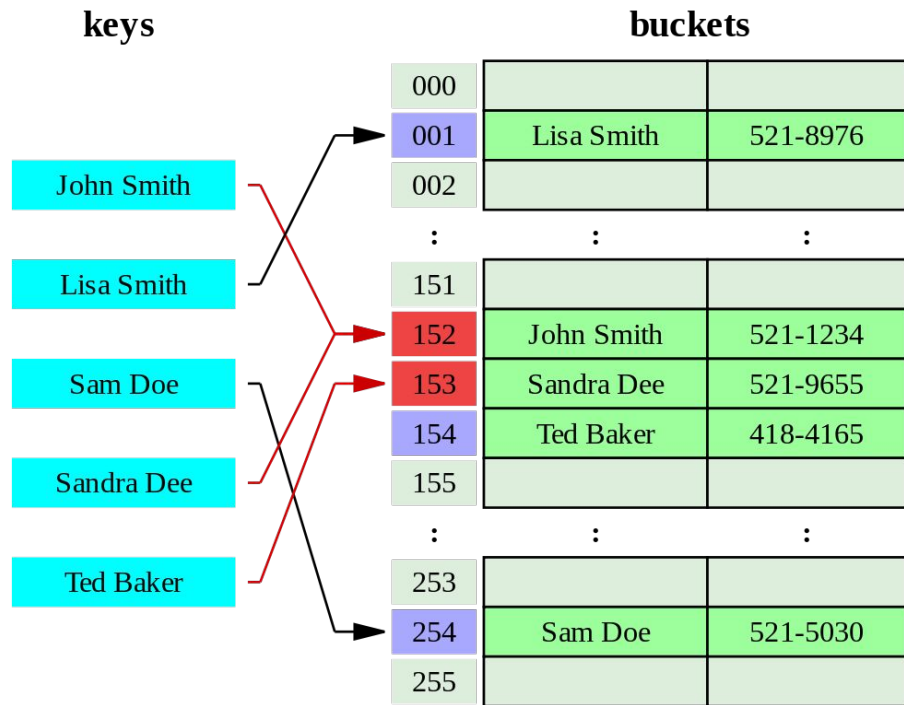 keys
John Smith
Lisa Smith
Sam Doe
Sandra Dee
Ted Baker
buckets
000
001 Lisa Smith 521-8976
002
: : :
151
152 John Smith 521-1234
153 Sandra Dee 521-9655
154 Ted Baker 418-4165
155
: : :
253
254 Sam Doe 521-5030
255